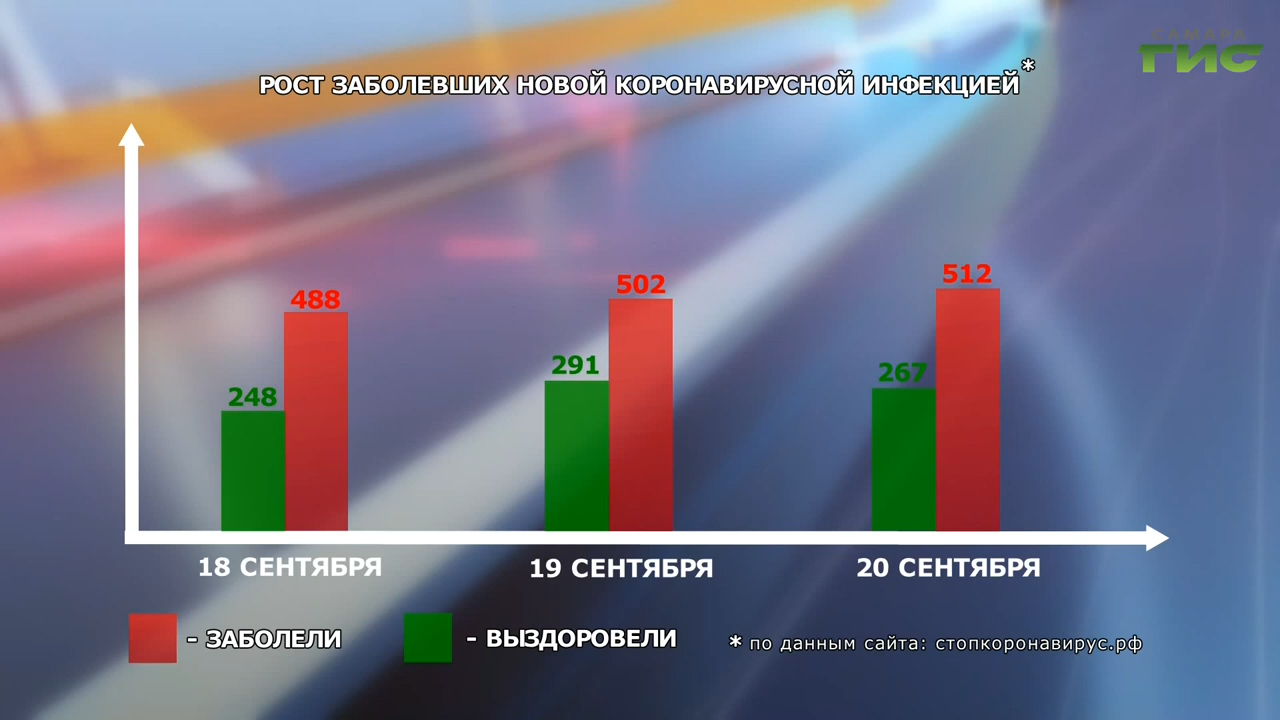 САМАРА
ГИС
РОСТ ЗАБОЛЕВШИХ НОВОЙ КОРОНАВИРУСНОЙ ИНФЕКЦИЕЙ*
488
248
502
291
512
267
18 СЕНТЯБРЯ
19 СЕНТЯБРЯ
20 СЕНТЯБРЯ
- ЗАБОЛЕЛИ
- ВЫЗДОРОВЕЛИ
* по данным сайта: стопкоронавирус.рф